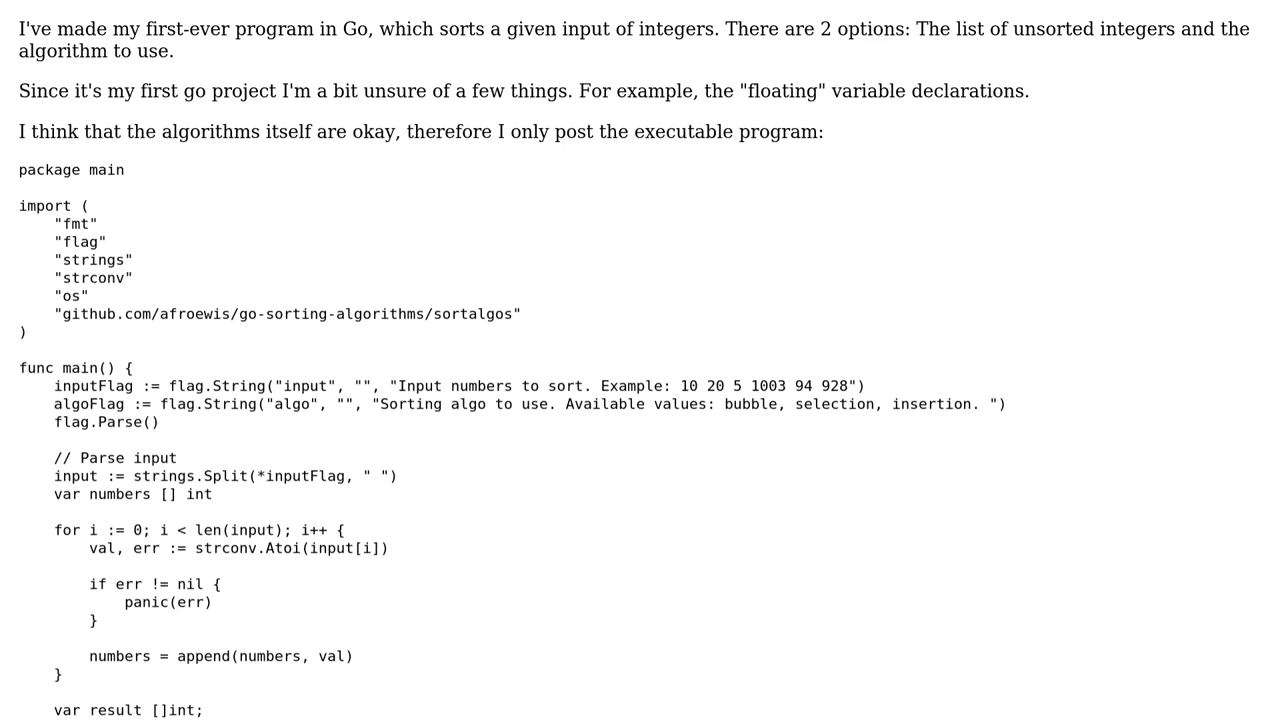 I've made my first-ever program in Go, which sorts a given input of integers. There are 2 options: The list of unsorted integers and the
algorithm to use.
Since it's my first go project I'm a bit unsure of a few things. For example, the "floating" variable declarations.
I think that the algorithms itself are okay, therefore I only post the executable program:
package main
import (
    "fmt"
    "flag"
    "strings"
    "strconv"
    "os"
    "github.com/afroewis/go-sorting-algorithms/sortalgos"
)
func main() {
    inputFlag := flag.String("input", "", "Input numbers to sort. Example: 10 20 5 1003 94 928")
    algoFlag := flag.String("algo", "", "Sorting algo to use. Available values: bubble, selection, insertion. ")
    flag.Parse()
    // Parse input
    input := strings.Split(*inputFlag, " ")
    var numbers [] int
    for i := 0; i < len(input); i++ {
        val, err := strconv.Atoi(input[i])
        if err != nil {
            panic(err)
        }
        numbers = append(numbers, val)
    }
    var result []int;